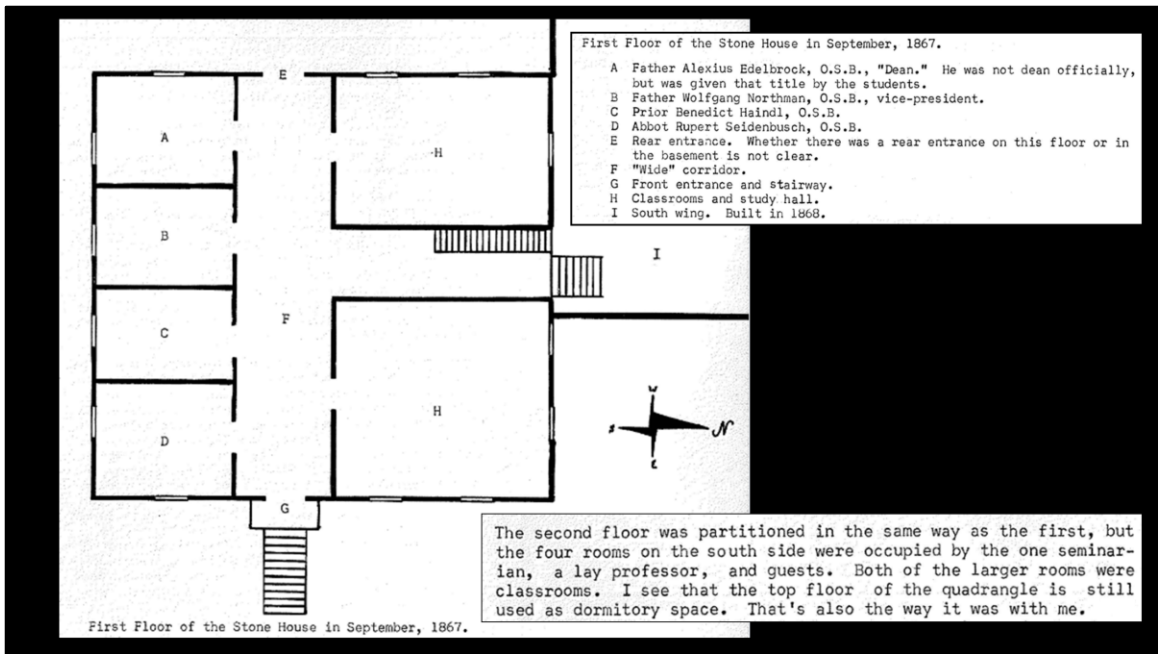 First Floor of the Stone House in September, 1867.
A Father Alexius Edelbrock, O.S.B., "Dean." He was not dean officially,
but was given that title by the students.
B Father Wolfgang Northman, O.S.B., vice-president.
C Prior Benedict Haindl, O.S.B.
D Abbot Rupert Seidenbusch, O.S.B.
E Rear entrance. Whether there was a rear entrance on this floor or in
the basement is not clear.
F "Wide" corridor.
G Front entrance and stairway.
H Classrooms and study hall.
I South wing. Built in 1868.
E
A
H
B
I
F
C
W
S N
E
H
D
G
The second floor was partitioned in the same way as the first, but
the four rooms on the south side were occupied by the one seminar-
ian, a lay professor, and guests. Both of the larger rooms were
classrooms. I see that the top floor of the quadrangle is still
used as dormitory space. That's also the way it was with me.
First Floor of the Stone House in September, 1867.